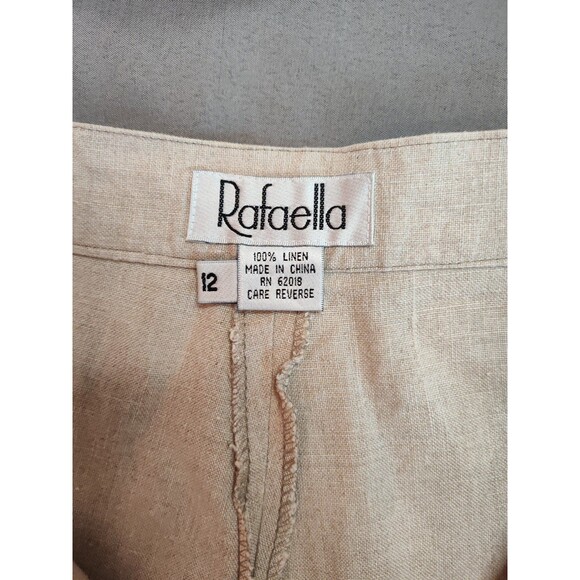 Rafaella
12
100% LINEN
MADE IN CHINA
RN 62018
CARE REVERSE